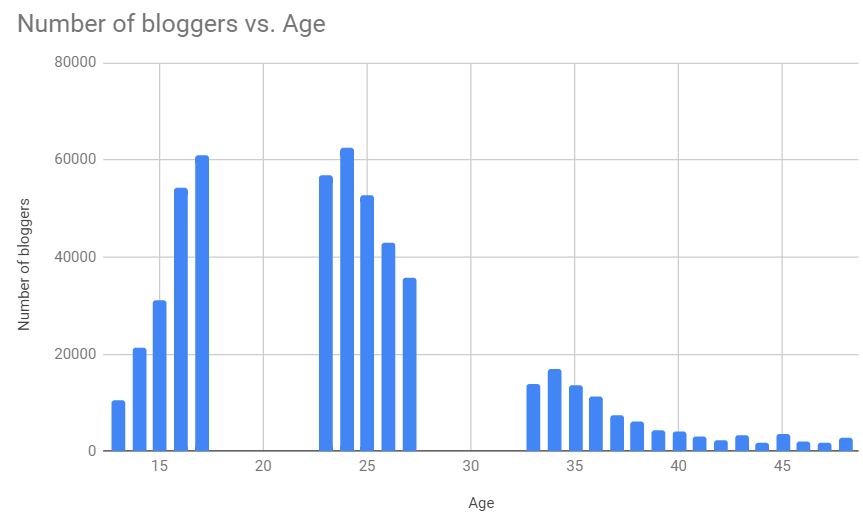 Number of bloggers vs. Age
80000
60000
40000
20000
0
Number of bloggers
15 20 25 30 35 40 45
Age